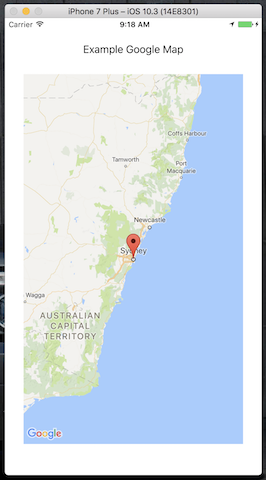 iPhone 7 Plus – iOS 10.3 (14E8301)
Carrier 9:18 AM
Example Google Map
Coffs Harbour
Tamworth
Port
Macquarie
Newcastle
Sydney
Wagga
AUSTRALIAN
CAPITAL
TERRITORY
Google